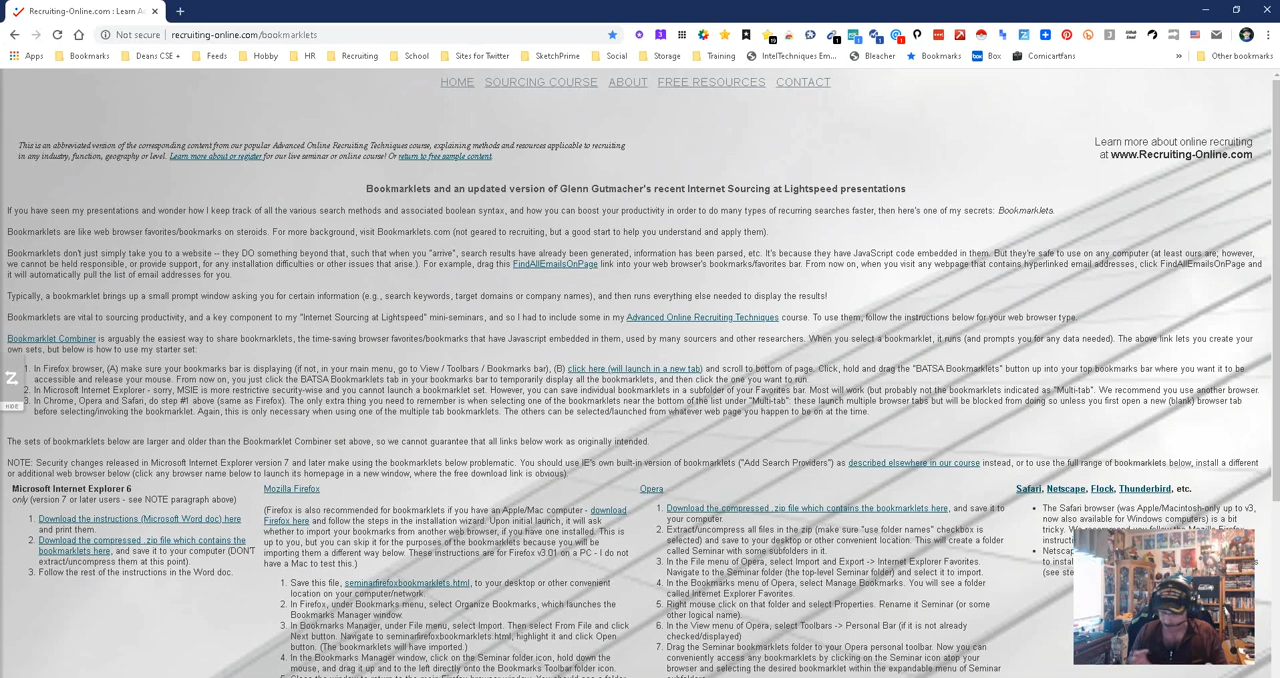 Recruiting-Online.com : Learn Ad
Not secure | recruiting-online.com/bookmarklets
Apps Bookmarks Deans CSE + Feeds Hobby HR Recruiting School Sites for Twitter SketchPrime Social Storage Training IntelTechniques Em... Bleacher Bookmarks Box Comicartfans » Other bookmarks
HOME SOURCING COURSE ABOUT FREE RESOURCES CONTACT
This is an abbreviated version of the corresponding content from our popular Advanced Online Recruiting Techniques course, explaining methods and resources applicable to recruiting
in any industry, function, geography or level. Learn more about or register for our live seminar or online course! Or return to free sample content.
Learn more about online recruiting
at www.Recruiting-Online.com
Bookmarklets and an updated version of Glenn Gutmacher's recent Internet Sourcing at Lightspeed presentations
If you have seen my presentations and wonder how I keep track of all the various search methods and associated boolean syntax, and how you can boost your productivity in order to do many types of recurring searches faster, then here's one of my secrets: Bookmarklets.
Bookmarklets are like web browser favorites/bookmarks on steroids. For more background, visit Bookmarklets.com (not geared to recruiting, but a good start to help you understand and apply them).
Bookmarklets don't just simply take you to a website -- they DO something beyond that, such that when you "arrive", search results have already been generated, information has been parsed, etc. It's because they have JavaScript code embedded in them. But they're safe to use on any computer (at least ours are; however,
we cannot be held responsible, or provide support, for any installation difficulties or other issues that arise.). For example, drag this FindAllEmailsOnPage link into your web browser's bookmarks/favorites bar. From now on, when you visit any webpage that contains hyperlinked email addresses, click FindAllEmailsOnPage and
it will automatically pull the list of email addresses for you.
Typically, a bookmarklet brings up a small prompt window asking you for certain information (e.g., search keywords, target domains or company names), and then runs everything else needed to display the results!
Bookmarklets are vital to sourcing productivity, and a key component to my "Internet Sourcing at Lightspeed" mini-seminars, and so I had to include some in my Advanced Online Recruiting Techniques course. To use them, follow the instructions below for your web browser type.
Bookmarklet Combiner is arguably the easiest way to share bookmarklets, the time-saving browser favorites/bookmarks that have Javascript embedded in them, used by many sourcers and other researchers. When you select a bookmarklet, it runs (and prompts you for any data needed). The above link lets you create your
own sets, but below is how to use my starter set:
1. In Firefox browser, (A) make sure your bookmarks bar is displaying (if not, in your main menu, go to View / Toolbars / Bookmarks bar), (B) click here (will launch in a new tab) and scroll to bottom of page. Click, hold and drag the "BATSA Bookmarklets" button up into your top bookmarks bar where you want it to be
accessible and release your mouse. From now on, you just click the BATSA Bookmarklets tab in your bookmarks bar to temporarily display all the bookmarklets, and then click the one you want to run.
2. In Microsoft Internet Explorer - sorry, MSIE is more restrictive security-wise and you cannot launch a bookmarklet set. However, you can save individual bookmarklets in a subfolder of your Favorites bar. Most will work (but probably not the bookmarklets indicated as "Multi-tab". We recommend you use another browser.
3. In Chrome, Opera and Safari, do step #1 above (same as Firefox). The only extra thing you need to remember is when selecting one of the bookmarklets near the bottom of the list under "Multi-tab": these launch multiple browser tabs but will be blocked from doing so unless you first open a new (blank) browser tab
before selecting/invoking the bookmarklet. Again, this is only necessary when using one of the multiple tab bookmarklets. The others can be selected/launched from whatever web page you happen to be on at the time.
HIDE
The sets of bookmarklets below are larger and older than the Bookmarklet Combiner set above, so we cannot guarantee that all links below work as originally intended.
NOTE: Security changes released in Microsoft Internet Explorer version 7 and later make using the bookmarklets below problematic. You should use IE's own built-in version of bookmarklets ("Add Search Providers") as described elsewhere in our course instead, or to use the full range of bookmarklets below, install a different
or additional web browser below (click any browser name below to launch its homepage in a new window, where the free download link is obvious).
Microsoft Internet Explorer 6
only (version 7 or later users - see NOTE paragraph above)
1. Download the instructions (Microsoft Word doc) here
and print them.
2. Download the compressed .zip file which contains the
bookmarklets here, and save it to your computer (DON'T
extract/uncompress them at this point).
3. Follow the rest of the instructions in the Word doc.
Mozilla Firefox
(Firefox is also recommended for bookmarklets if you have an Apple/Mac computer - download
Firefox here and follow the steps in the installation wizard. Upon initial launch, it will ask
whether to import your bookmarks from another web browser, if you have one installed. This is
up to you, but you can skip it for the purposes of the bookmarklets because you will be
importing them a different way below. These instructions are for Firefox v3.01 on a PC - I do not
have a Mac to test this.)
1. Save this file, seminarfirefoxbookmarklets.html, to your desktop or other convenient
location on your computer/network.
2. In Firefox, under Bookmarks menu, select Organize Bookmarks, which launches the
Bookmarks Manager window.
3. In Bookmarks Manager, under File menu, select Import. Then select From File and click
Next button. Navigate to seminarfirefoxbookmarklets.html, highlight it and click Open
button. (The bookmarklets will have imported.)
4. In the Bookmarks Manager window, click on the Seminar folder icon, hold down the
mouse, and drag it up and to the left directly onto the Bookmarks Toolbar folder icon.
Opera
1. Download the compressed .zip file which contains the bookmarklets here, and save it to
your computer.
2. Extract/uncompress all files in the zip (make sure "use folder names" checkbox is
selected) and save to your desktop or other convenient location. This will create a folder
called Seminar with some subfolders in it.
3. In the File menu of Opera, select Import and Export -> Internet Explorer Favorites.
Navigate to the Seminar folder (the top-level Seminar folder) and select it to import.
4. In the Bookmarks menu of Opera, select Manage Bookmarks. You will see a folder
called Internet Explorer Favorites.
5. Right mouse click on that folder and select Properties. Rename it Seminar (or some
other logical name).
6. In the View menu of Opera, select Toolbars -> Personal Bar (if it is not already
checked/displayed)
7. Drag the Seminar bookmarks folder to your Opera personal toolbar. Now you can
conveniently access any bookmarklets by clicking on the Seminar icon atop your
browser and selecting the desired bookmarklet within the expandable menu of Seminar
Safari, Netscape, Flock, Thunderbird, etc.
• The Safari browser (was Apple/Macintosh-only up to v3,
now also available for Windows computers) is a bit
tricky. We recommend you follow the Mozilla Firefox